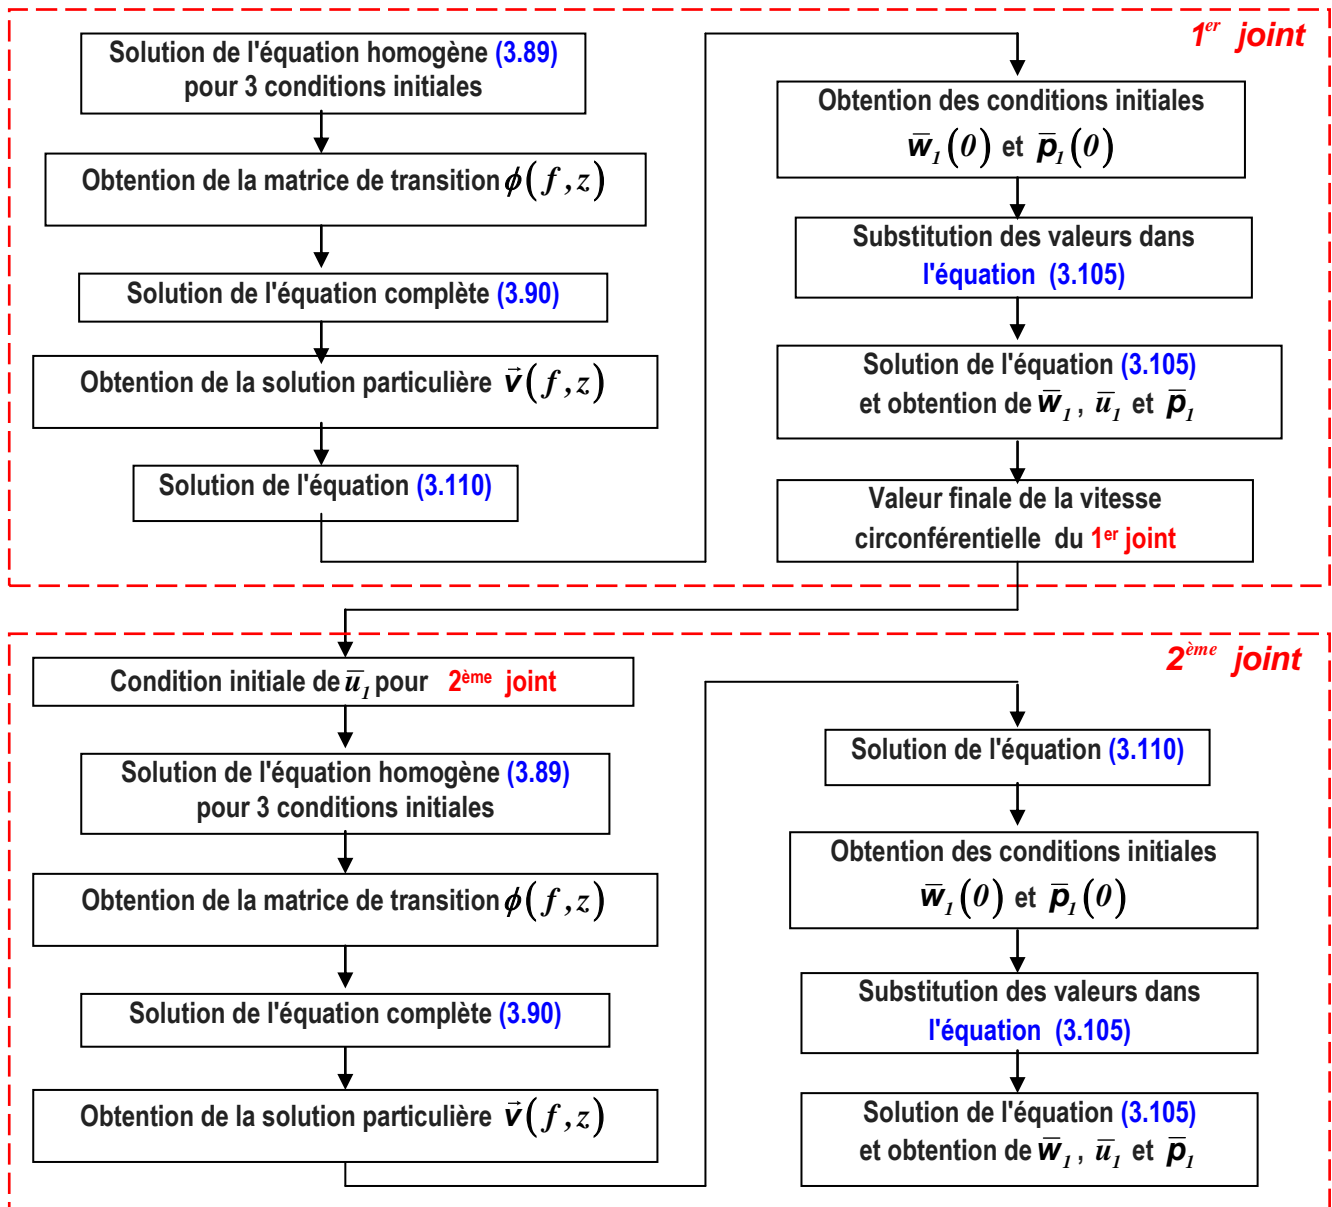 1er joint
Solution de l'équation homogène (3.89)
pour 3 conditions initiales
Obtention de la matrice de transition ϕ(f,z)
Solution de l'équation complète (3.90)
Obtention de la solution particulière v⃗(f,z)
Solution de l'équation (3.110)
Obtention des conditions initiales
w̅₁(0) et p̅₁(0)
Substitution des valeurs dans
l'équation (3.105)
Solution de l'équation (3.105)
et obtention de w̅₁, u̅₁ et p̅₁
Valeur finale de la vitesse
circonférentielle du 1er joint
2ème joint
Condition initiale de u̅₁ pour 2ème joint
Solution de l'équation homogène (3.89)
pour 3 conditions initiales
Obtention de la matrice de transition ϕ(f,z)
Solution de l'équation complète (3.90)
Obtention de la solution particulière v⃗(f,z)
Solution de l'équation (3.110)
Obtention des conditions initiales
w̅₁(0) et p̅₁(0)
Substitution des valeurs dans
l'équation (3.105)
Solution de l'équation (3.105)
et obtention de w̅₁, u̅₁ et p̅₁